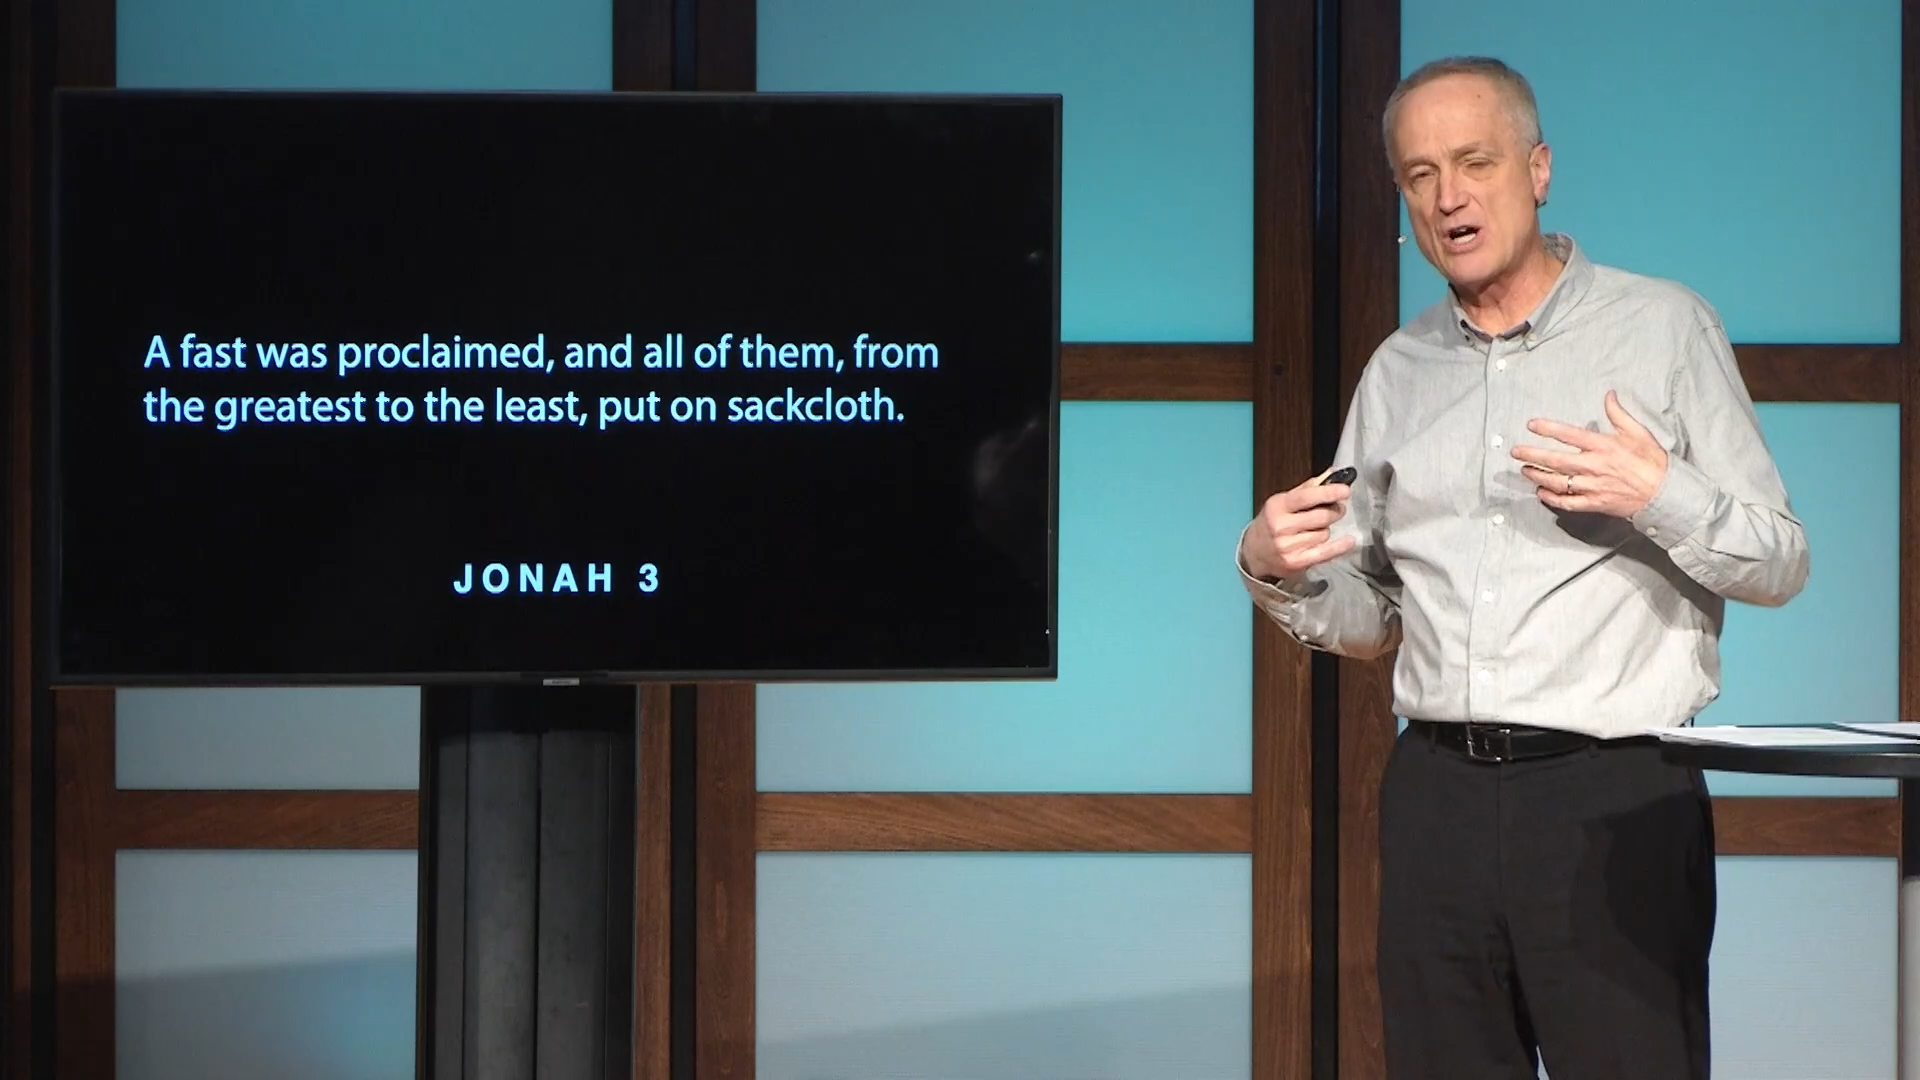 A fast was proclaimed, and all of them, from
the greatest to the least, put on sackcloth.
JONAH 3